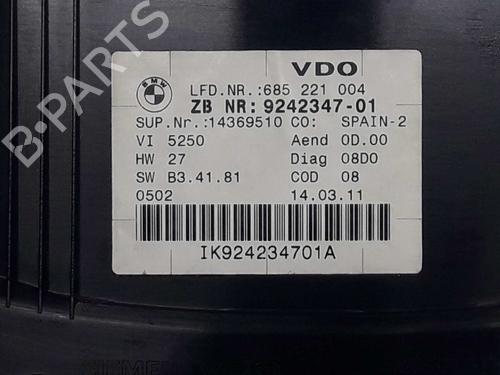 B-PARTS
VDO
BMW
LFD.NR.:685 221 004
ZB NR: 9242347-01
SUP.Nr.:14369510 CO: SPAIN-2
VI 5250 Aend 0D.00
HW 27 Diag 08D0
SW B3.41.81 COD 08
0502 14.03.11
IK924234701A